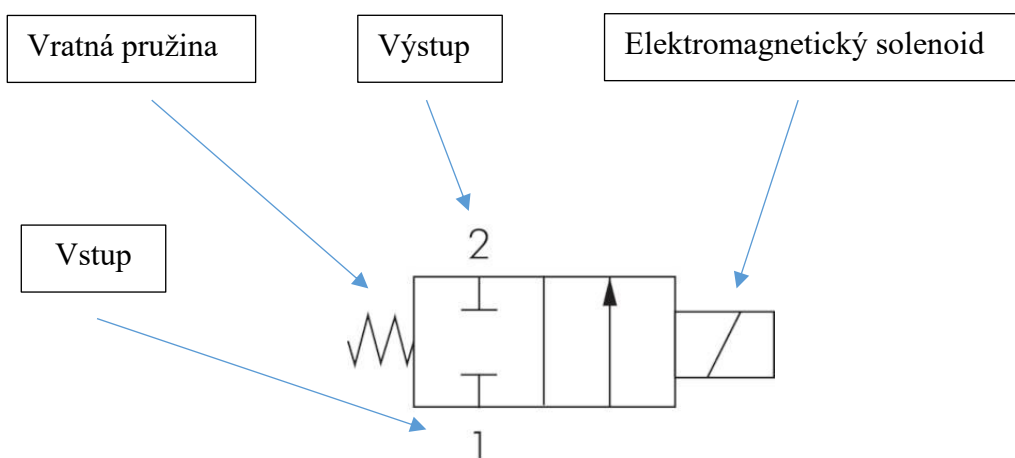 Vratná pružina
Výstup
Elektromagnetický solenoid
Vstup
2
1